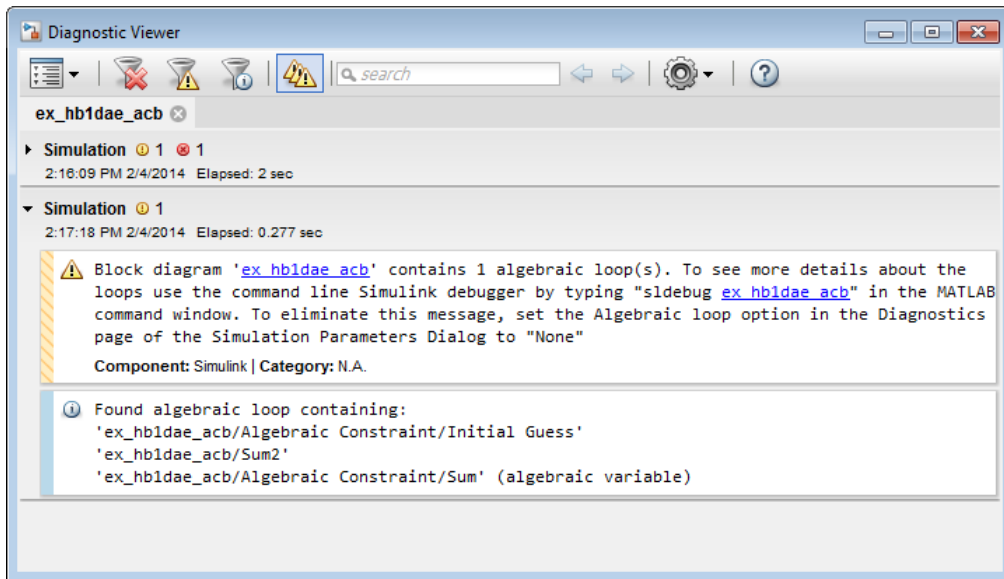 Diagnostic Viewer
search
ex_hb1dae_acb
Simulation 1 1
2:16:09 PM 2/4/2014 Elapsed: 2 sec
Simulation 1
2:17:18 PM 2/4/2014 Elapsed: 0.277 sec
Block diagram 'ex_hb1dae_acb' contains 1 algebraic loop(s). To see more details about the
loops use the command line Simulink debugger by typing "sldebug ex_hb1dae_acb" in the MATLAB
command window. To eliminate this message, set the Algebraic loop option in the Diagnostics
page of the Simulation Parameters Dialog to "None"
Component: Simulink | Category: N.A.
Found algebraic loop containing:
'ex_hb1dae_acb/Algebraic Constraint/Initial Guess'
'ex_hb1dae_acb/Sum2'
'ex_hb1dae_acb/Algebraic Constraint/Sum' (algebraic variable)